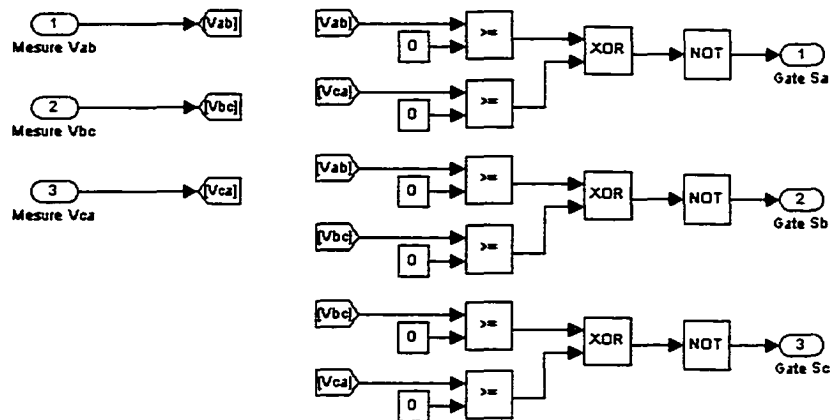 1
Mesure Vab
[Vab]
2
Mesure Vbc
[Vbc]
3
Mesure Vca
[Vca]
[Vab]
0
>=
[Vca]
0
>=
XOR
NOT
1
Gate Sa
[Vab]
0
>=
[Vbc]
0
>=
XOR
NOT
2
Gate Sb
[Vbc]
0
>=
[Vca]
0
>=
XOR
NOT
3
Gate Sc